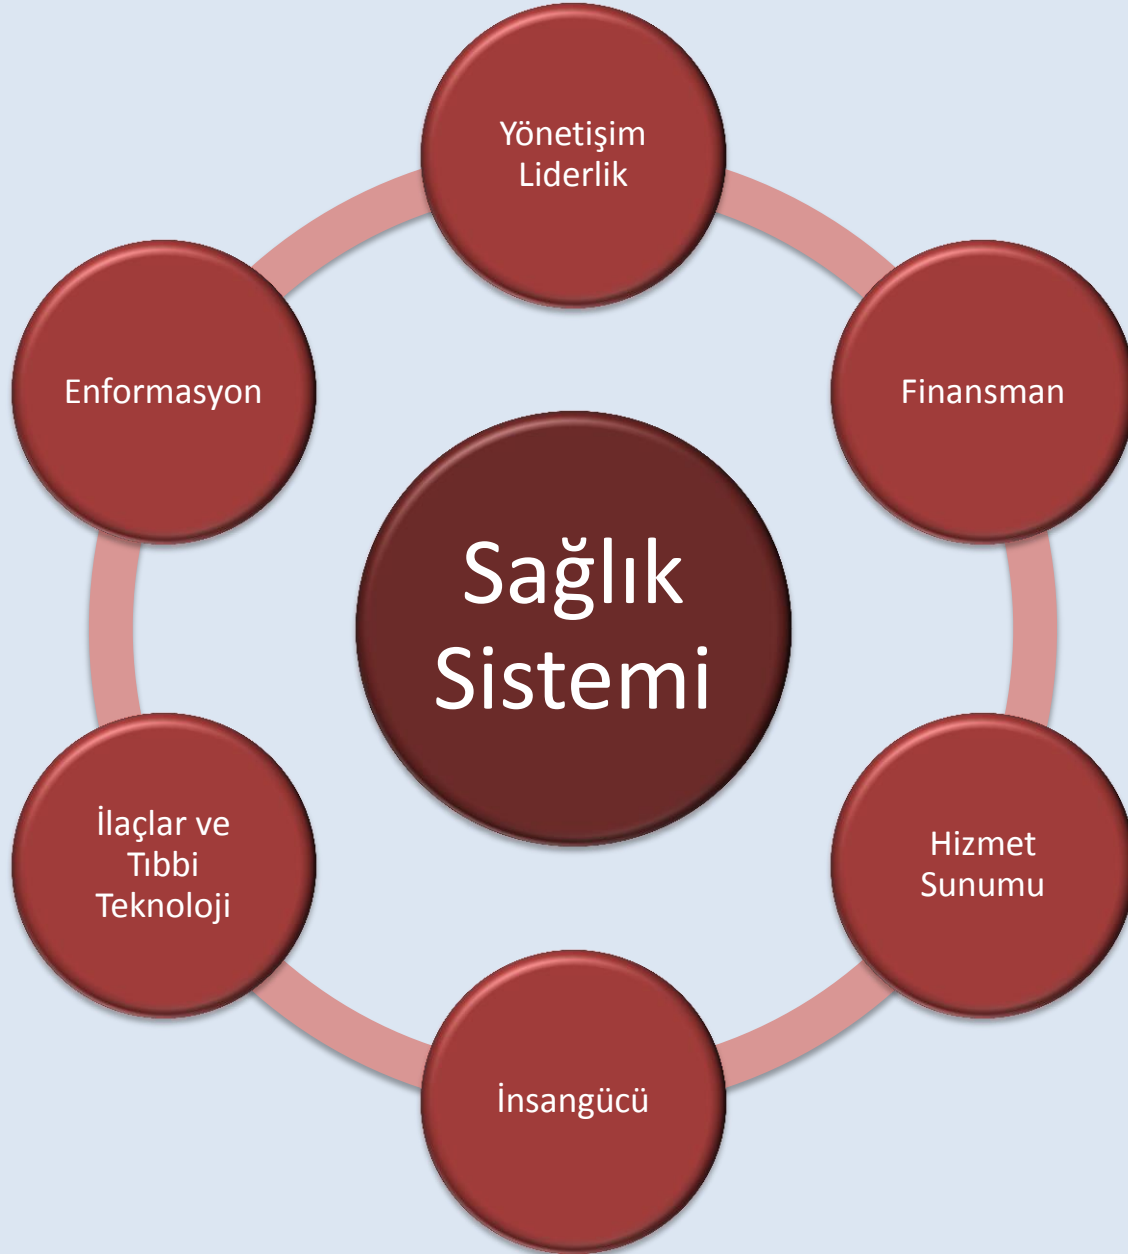 Yönetişim
Liderlik
Enformasyon
Finansman
Sağlık
Sistemi
İlaçlar ve
Tıbbi
Teknoloji
Hizmet
Sunumu
İnsangücü